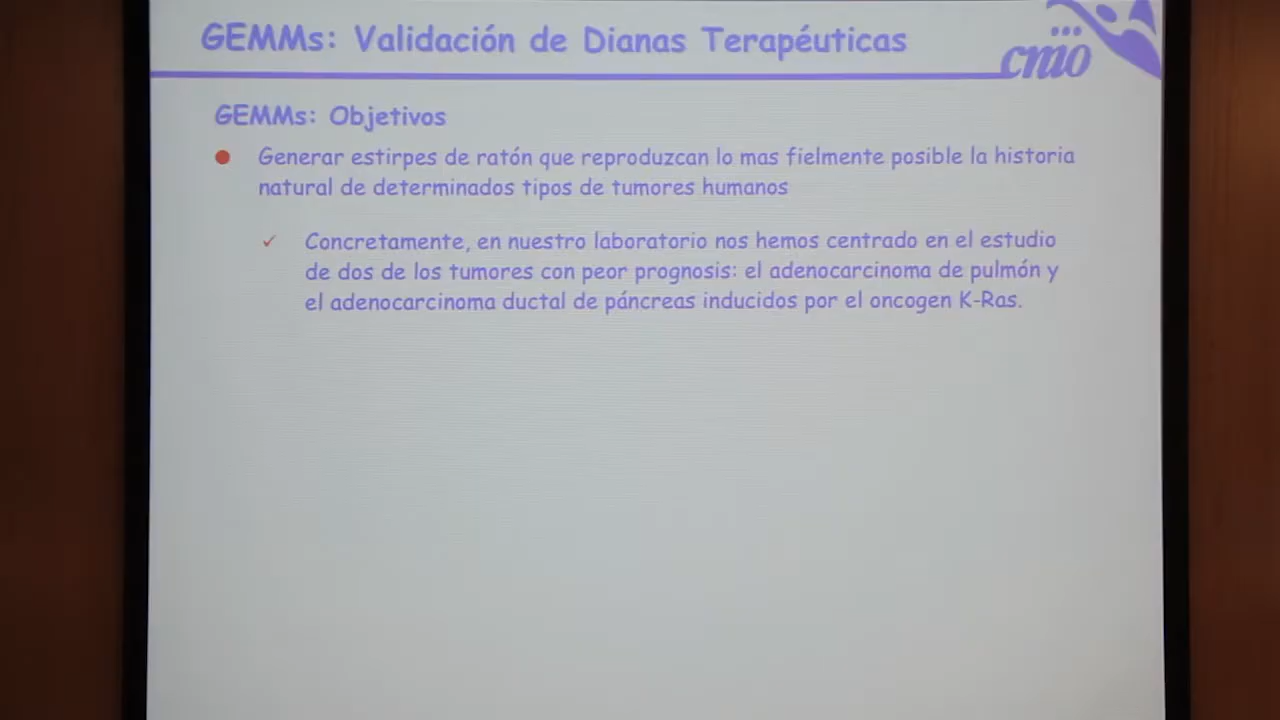 GEMMs: Validación de Dianas Terapéuticas
cnio
GEMMs: Objetivos
Generar estirpes de ratón que reproduzcan lo mas fielmente posible la historia
natural de determinados tipos de tumores humanos
Concretamente, en nuestro laboratorio nos hemos centrado en el estudio
de dos de los tumores con peor prognosis: el adenocarcinoma de pulmón y
el adenocarcinoma ductal de páncreas inducidos por el oncogen K-Ras.